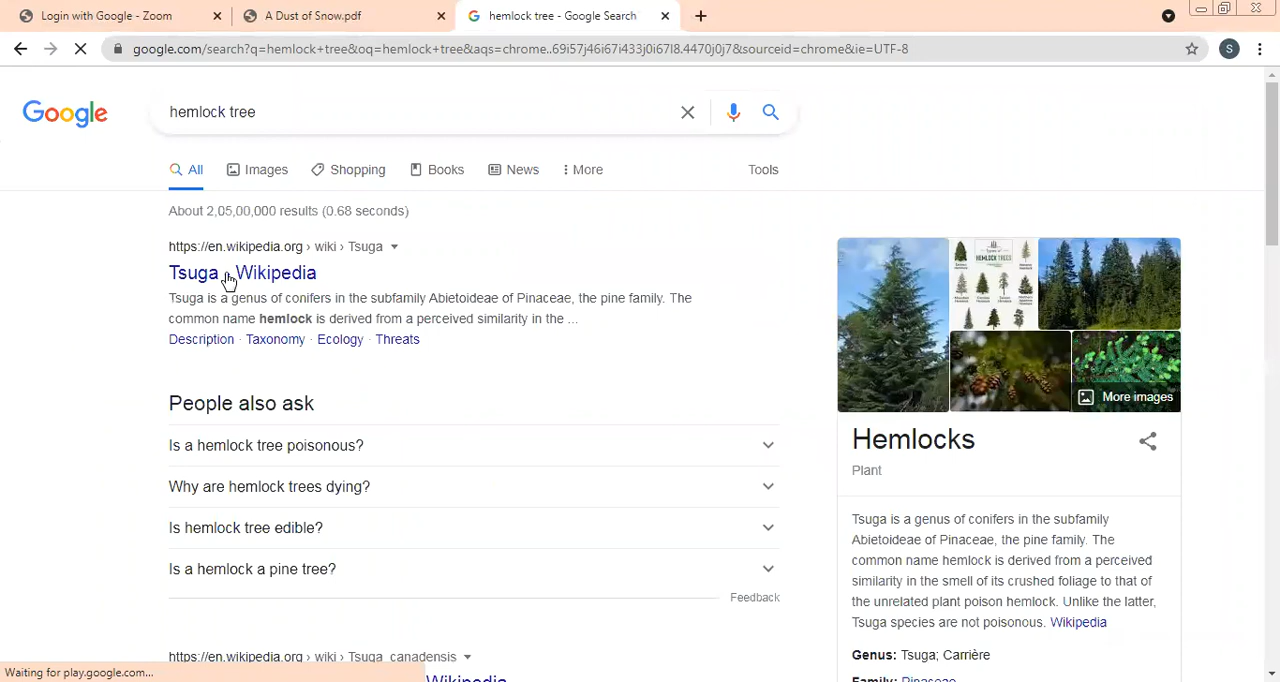 Login with Google - Zoom
A Dust of Snow.pdf
hemlock tree - Google Search
google.com/search?q=hemlock+tree&oq=hemlock+tree&aqs=chrome..69i57j46i67i433j0i67l8.4470j0j7&sourceid=chrome&ie=UTF-8
S
Google
hemlock tree
All
Images
Shopping
Books
News
More
Tools
About 2,05,00,000 results (0.68 seconds)
https://en.wikipedia.org › wiki › Tsuga
Tsuga - Wikipedia
Tsuga is a genus of conifers in the subfamily Abietoideae of Pinaceae, the pine family. The
common name hemlock is derived from a perceived similarity in the ...
Description · Taxonomy · Ecology · Threats
People also ask
Is a hemlock tree poisonous?
Why are hemlock trees dying?
Is hemlock tree edible?
Is a hemlock a pine tree?
Feedback
https://en.wikipedia.org › wiki › Tsuga_canadensis
Wikipedia
HEMLOCK TREES
More images
Hemlocks
Plant
Tsuga is a genus of conifers in the subfamily
Abietoideae of Pinaceae, the pine family. The
common name hemlock is derived from a perceived
similarity in the smell of its crushed foliage to that of
the unrelated plant poison hemlock. Unlike the latter,
Tsuga species are not poisonous. Wikipedia
Genus: Tsuga; Carrière
Family: Pinaceae
Waiting for play.google.com...